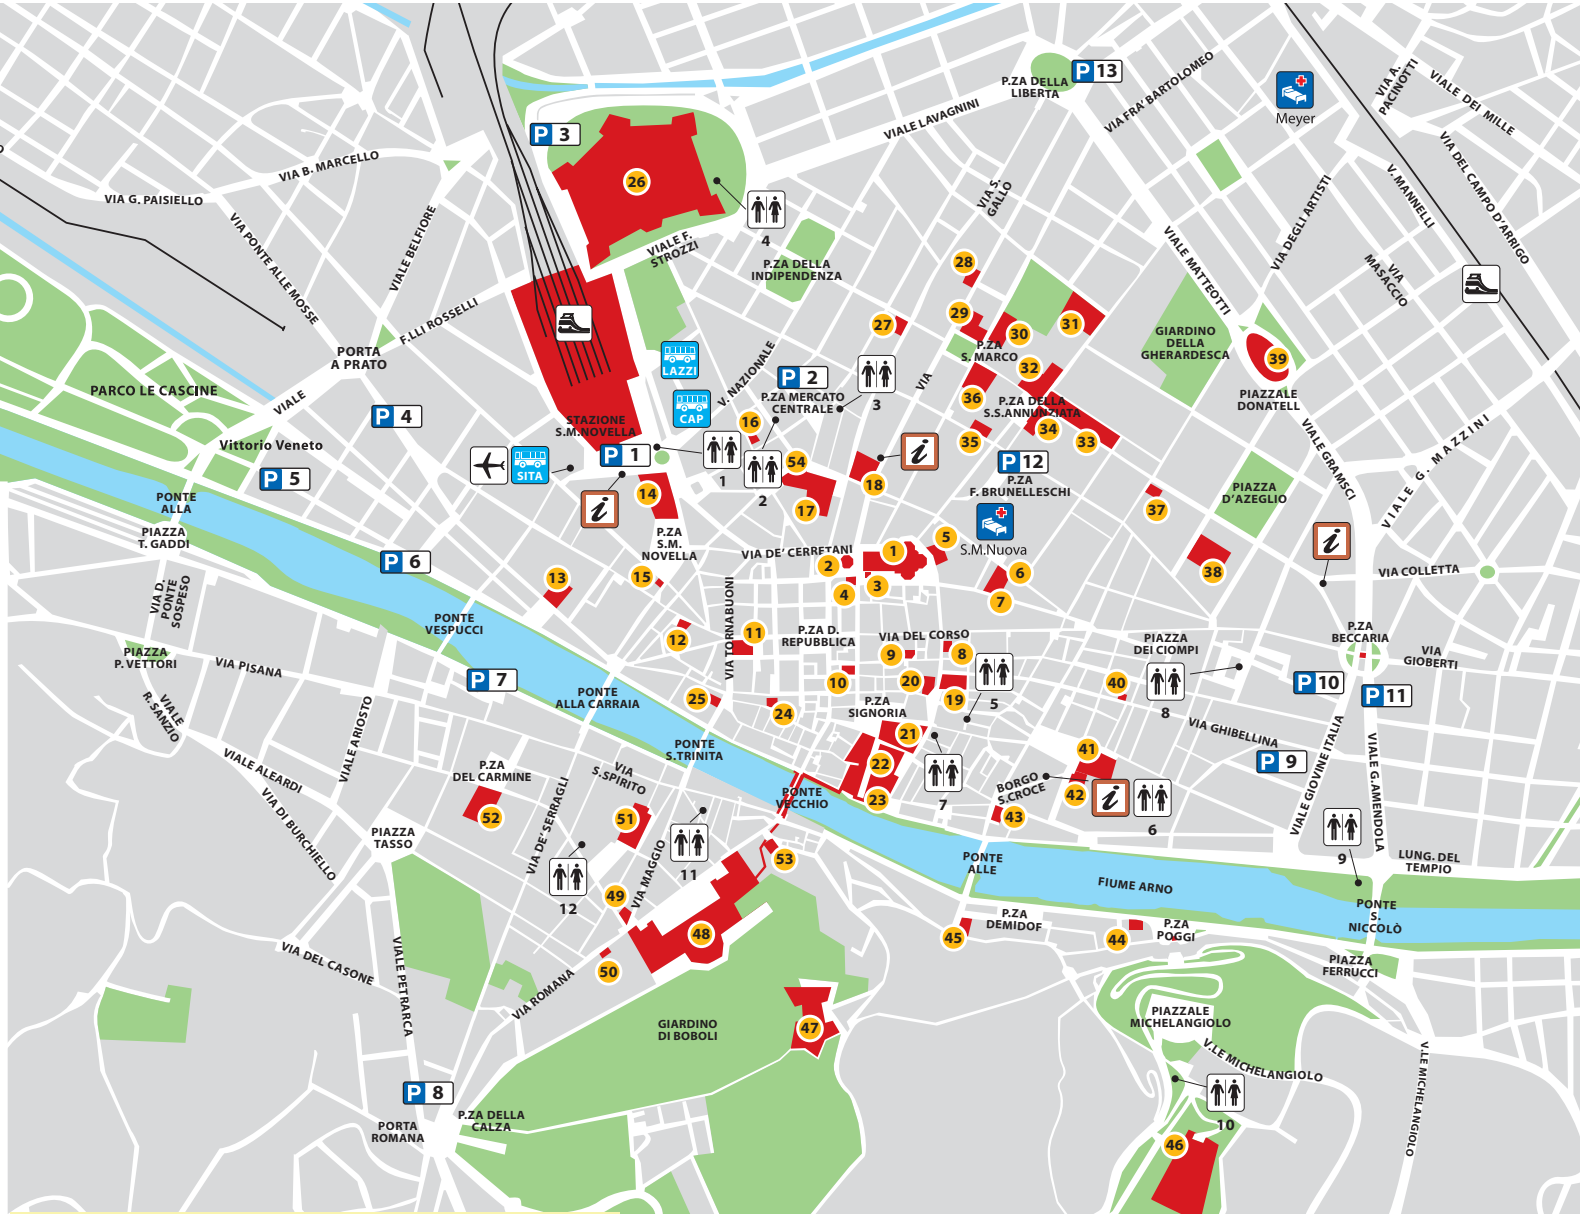 P 13
P.ZA DELLA
LIBERTA
VIA FRA' BARTOLOMEO
VIA A.
PACINOTTI
VIALE DEI MILLE
Meyer
VIALE LAVAGNINI
P 3
26
4
VIA B. MARCELLO
VIA G. PAISIELLO
VIA PONTE ALLE MOSSE
VIALE BELFIORE
VIALE F.
STROZZI
P.ZA DELLA
INDIPENDENZA
VIA S.
GALLO
VIALE MATTEOTTI
VIA DEGLI ARTISTI
V. MANNELLI
VIA DEL CAMPO D'ARRIGO
VIA
MASACCIO
28
29
30
31
27
P.ZA
S. MARCO
32
GIARDINO
DELLA
GHERARDESCA
39
PIAZZALE
DONATELL
F.LLI ROSSELLI
PORTA
A PRATO
PARCO LE CASCINE
VIALE
Vittorio Veneto
P 4
P 5
LAZZI
CAP
V. NAZIONALE
P 2
P.ZA MERCATO
CENTRALE
3
VIA
36
P.ZA DELLA
S.S.ANNUNZIATA
34
33
35
16
STAZIONE
S.M.NOVELLA
P 1
SITA
i
1
2
54
i
18
17
14
P.ZA
S.M.
NOVELLA
P 12
P.ZA
F. BRUNELLESCHI
S.M.Nuova
37
PIAZZA
D'AZEGLIO
VIALE GRAMSCI
VIALE G. MAZZINI
i
38
VIA COLLETTA
PONTE
ALLA
PIAZZA
T. GADDI
P 6
VIA D.
PONTE
SOSPESO
13
15
VIA DE' CERRETANI
2
1
5
3
4
6
7
PONTE
VESPUCCI
12
11
VIA TORNABUONI
P.ZA D.
REPUBBLICA
VIA DEL CORSO
9
8
5
10
20
19
PIAZZA
DEI CIOMPI
8
40
P.ZA
BECCARIA
VIA
GIOBERTI
P 10
P 11
PIAZZA
P. VETTORI
VIA PISANA
P 7
VIALE
R. SANZIO
VIALE ARIOSTO
PONTE
ALLA CARRAIA
25
24
P.ZA
SIGNORIA
21
22
23
7
VIA GHIBELLINA
P 9
41
42
i
6
BORGO
S.CROCE
43
VIALE GIOVINE ITALIA
VIALE G.AMENDOLA
9
PONTE
S.TRINITA
PONTE
VECCHIO
VIALE ALEARDI
VIA DI BURCHIELLO
P.ZA
DEL CARMINE
52
VIA
S.SPIRITO
51
VIA DE' SERRAGLI
PIAZZA
TASSO
VIA MAGGIO
11
12
53
49
48
50
PONTE
ALLE
FIUME ARNO
LUNG. DEL
TEMPIO
PONTE
S.
NICCOLÒ
P.ZA
DEMIDOF
45
44
P.ZA
POGGI
PIAZZA
FERRUCCI
VIA DEL CASONE
VIALE PETRARCA
VIA ROMANA
GIARDINO
DI BOBOLI
47
PIAZZALE
MICHELANGIOLO
V.LE MICHELANGIOLO
V.LE MICHELANGIOLO
10
46
P 8
P.ZA DELLA
CALZA
PORTA
ROMANA